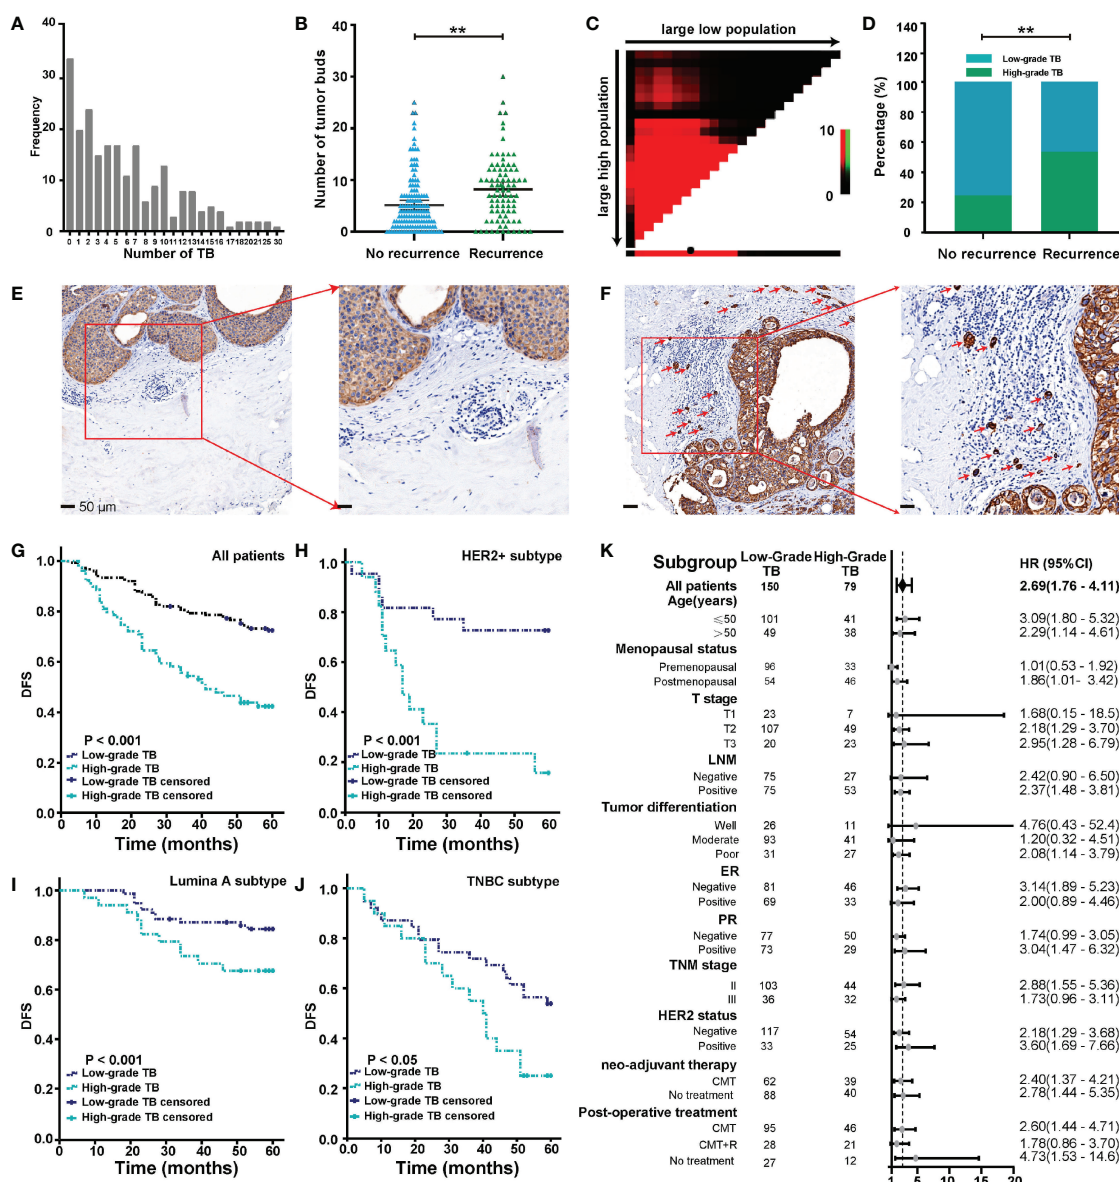 A
40
30
20
10
0
Frequency
0 1 2 3 4 5 6 7 8 9 10 11 12 13 14 15 16 17 18 20 21 25 30
Number of TB
B
**
40
30
20
10
0
Number of tumor buds
No recurrence
Recurrence
C
large low population
large high population
10
0
D
**
140
120
100
80
60
40
20
0
Percentage (%)
Low-grade TB
High-grade TB
No recurrence
Recurrence
E
50 μm
F
G
All patients
1.0
0.8
0.6
0.4
0.2
0.0
DFS
P < 0.001
Low-grade TB
High-grade TB
Low-grade TB censored
High-grade TB censored
0 10 20 30 40 50 60
Time (months)
H
HER2+ subtype
1.0
0.8
0.6
0.4
0.2
0.0
DFS
P < 0.001
Low-grade TB
High-grade TB
Low-grade TB censored
High-grade TB censored
0 10 20 30 40 50 60
Time (months)
I
Lumina A subtype
1.0
0.8
0.6
0.4
0.2
0.0
DFS
P < 0.001
Low-grade TB
High-grade TB
Low-grade TB censored
High-grade TB censored
0 10 20 30 40 50 60
Time (months)
J
TNBC subtype
1.0
0.8
0.6
0.4
0.2
0.0
DFS
P < 0.05
Low-grade TB
High-grade TB
Low-grade TB censored
High-grade TB censored
0 10 20 30 40 50 60
Time (months)
K
Subgroup Low-Grade TB High-Grade TB HR (95%CI)
All patients 150 79 2.69(1.76 - 4.11)
Age(years)
≤50 101 41 3.09(1.80 - 5.32)
>50 49 38 2.29(1.14 - 4.61)
Menopausal status
Premenopausal 96 33 1.01(0.53 - 1.92)
Postmenopausal 54 46 1.86(1.01- 3.42)
T stage
T1 23 7 1.68(0.15 - 18.5)
T2 107 49 2.18(1.29 - 3.70)
T3 20 23 2.95(1.28 - 6.79)
LNM
Negative 75 27 2.42(0.90 - 6.50)
Positive 75 53 2.37(1.48 - 3.81)
Tumor differentiation
Well 26 11 4.76(0.43 - 52.4)
Moderate 93 41 1.20(0.32 - 4.51)
Poor 31 27 2.08(1.14 - 3.79)
ER
Negative 81 46 3.14(1.89 - 5.23)
Positive 69 33 2.00(0.89 - 4.46)
PR
Negative 77 50 1.74(0.99 - 3.05)
Positive 73 29 3.04(1.47 - 6.32)
TNM stage
II 103 44 2.88(1.55 - 5.36)
III 36 32 1.73(0.96 - 3.11)
HER2 status
Negative 117 54 2.18(1.29 - 3.68)
Positive 33 25 3.60(1.69 - 7.66)
neo-adjuvant therapy
CMT 62 39 2.40(1.37 - 4.21)
No treatment 88 40 2.78(1.44 - 5.35)
Post-operative treatment
CMT 95 46 2.60(1.44 - 4.71)
CMT+R 28 21 1.78(0.86 - 3.70)
No treatment 27 12 4.73(1.53 - 14.6)
1 5 10 15 20